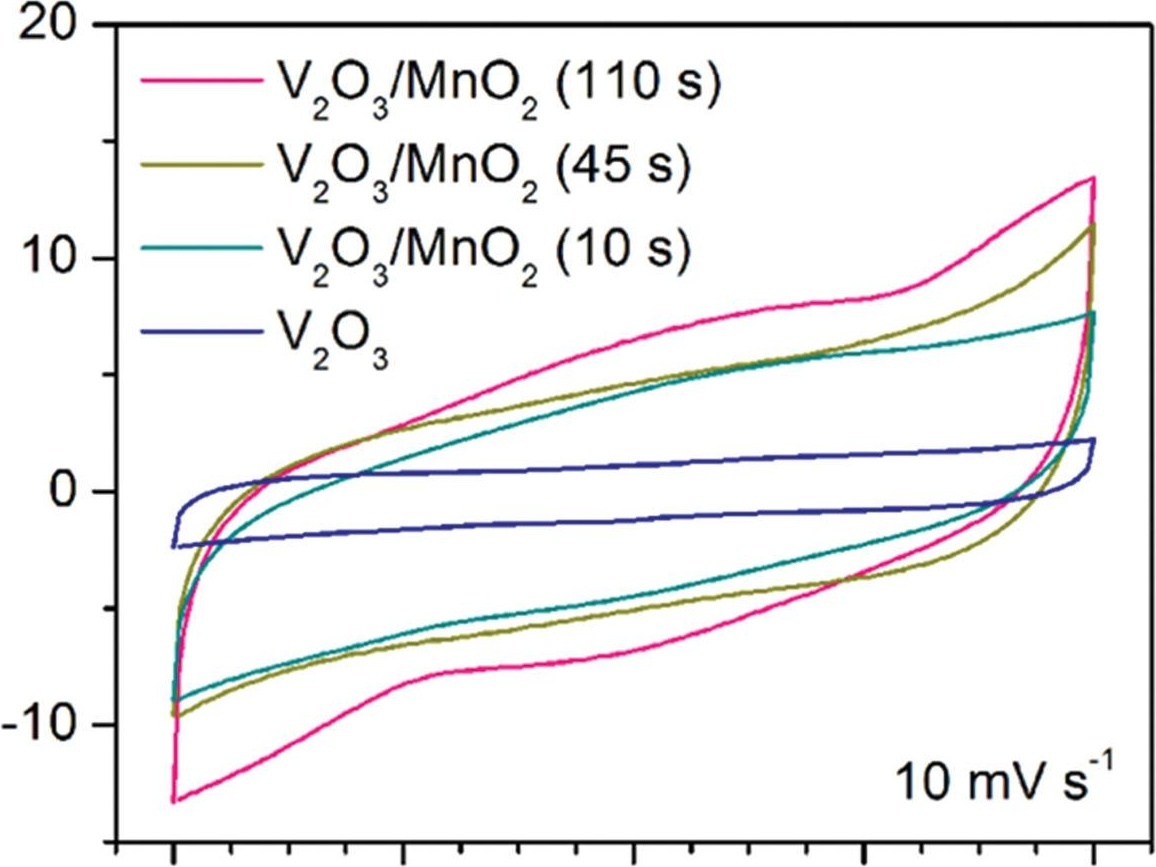 20
V₂O₃/MnO₂ (110 s)
V₂O₃/MnO₂ (45 s)
10
V₂O₃/MnO₂ (10 s)
V₂O₃
0
-10
10 mV s⁻¹